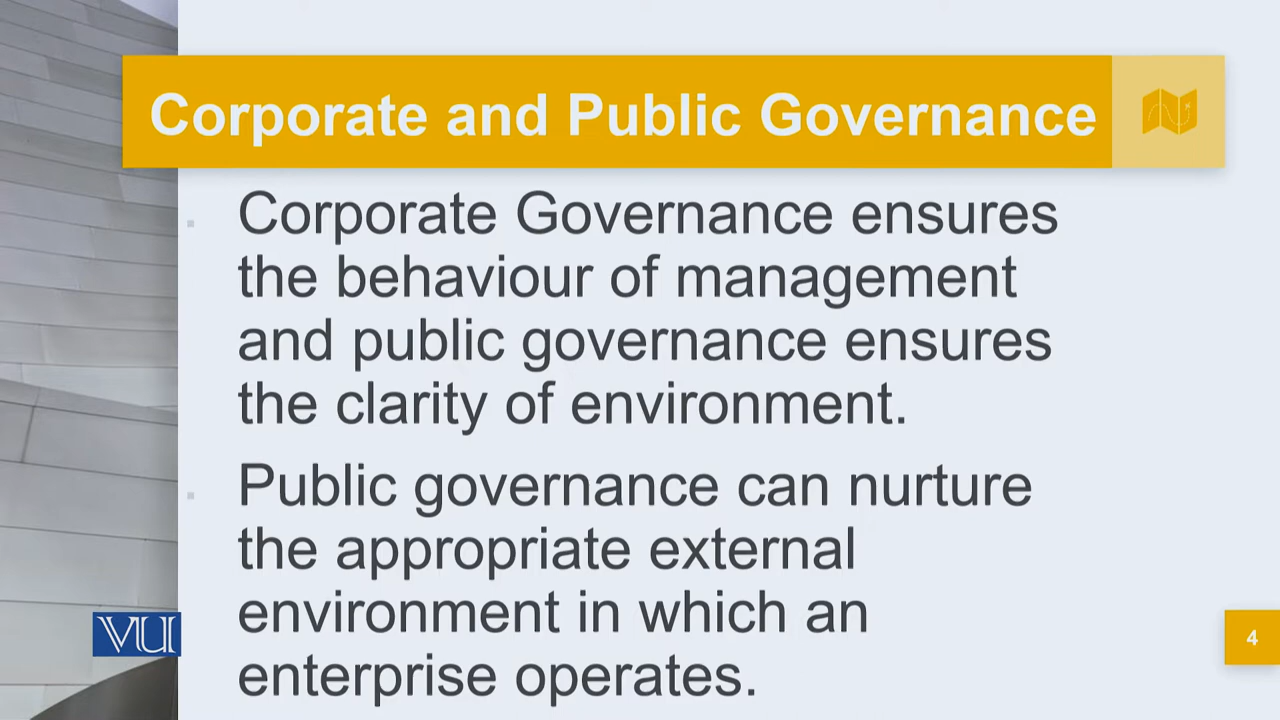 Corporate and Public Governance
Corporate Governance ensures
the behaviour of management
and public governance ensures
the clarity of environment.
Public governance can nurture
the appropriate external
environment in which an
enterprise operates.
VU
4